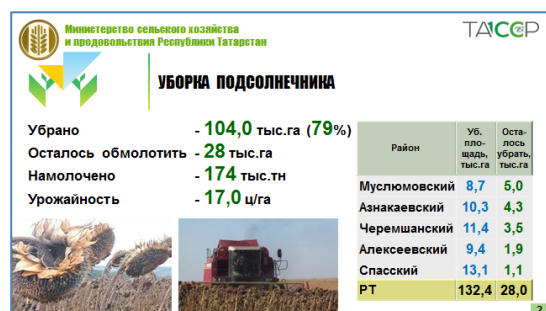 Министерство сельского хозяйства
и продовольствия Республики Татарстан
ТАССР
УБОРКА ПОДСОЛНЕЧНИКА
Убрано - 104,0 тыс.га (79%)
Осталось обмолотить - 28 тыс.га
Намолочено - 174 тыс.тн
Урожайность - 17,0 ц/га
Район Уб. пло-щадь, тыс.га Оста-лось убрать, тыс.га
Муслюмовский 8,7 5,0
Азнакаевский 10,3 4,3
Черемшанский 11,4 3,5
Алексеевский 9,4 1,9
Спасский 13,1 1,1
РТ 132,4 28,0
2